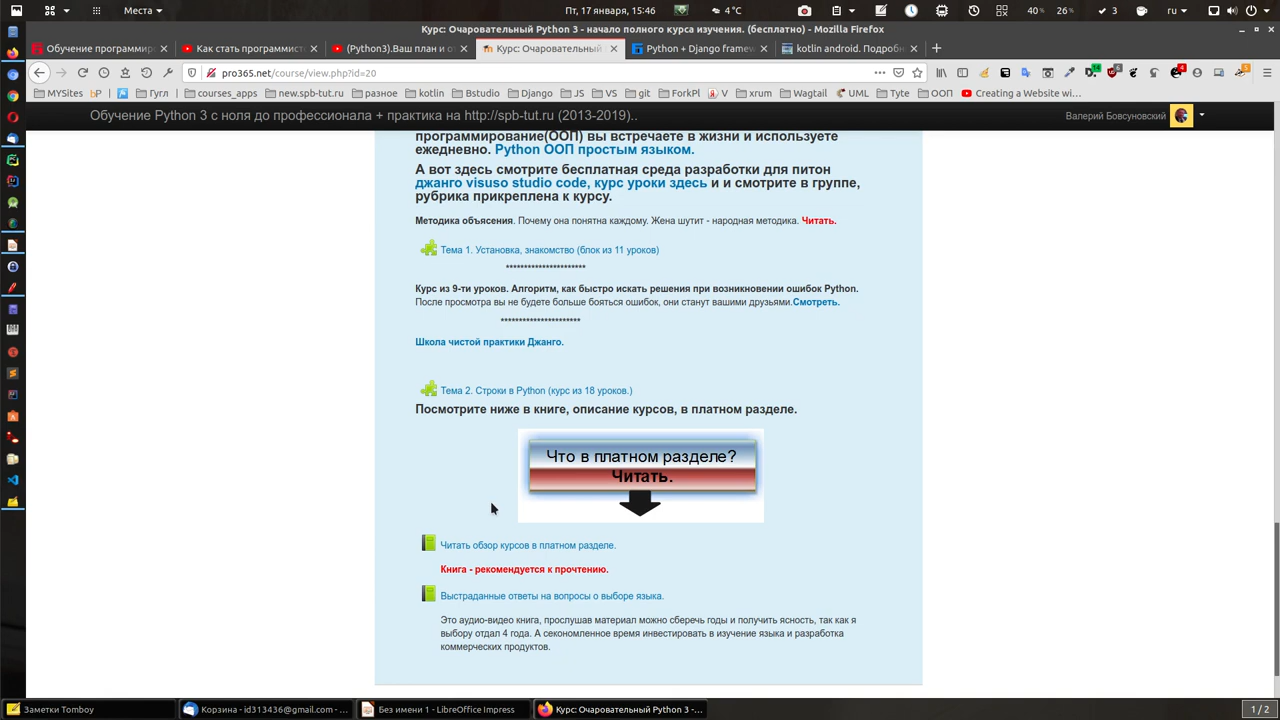 Места
Пт, 17 января, 15:46
4°C
40%
26%
ru
Курс: Очаровательный Python 3 - начало полного курса изучения. (бесплатно) - Mozilla Firefox
Обучение программир
Как стать программист
(Python3).Ваш план и от
Курс: Очаровательный
Python + Django framew
kotlin android. Подробн
pro365.net/course/view.php?id=20
MYSites
bP
Гугл
courses_apps
new.spb-tut.ru
разное
kotlin
Bstudio
Django
JS
VS
git
ForkPl
V
xrum
Wagtail
UML
Tyte
ООП
Creating a Website wi...
Обучение Python 3 с ноля до профессионала + практика на http://spb-tut.ru (2013-2019)..
Валерий Бовсуновский
программирование(ООП) вы встречаете в жизни и используете
ежедневно. Python ООП простым языком.
А вот здесь смотрите бесплатная среда разработки для питон
джанго visuso studio code, курс уроки здесь и и смотрите в группе,
рубрика прикреплена к курсу.
Методика объясения. Почему она понятна каждому. Жена шутит - народная методика. Читать.
Тема 1. Установка, знакомство (блок из 11 уроков)
**********************
Курс из 9-ти уроков. Алгоритм, как быстро искать решения при возникновении ошибок Python.
После просмотра вы не будете больше бояться ошибок, они станут вашими друзьями.Смотреть.
**********************
Школа чистой практики Джанго.
Тема 2. Строки в Python (курс из 18 уроков.)
Посмотрите ниже в книге, описание курсов, в платном разделе.
Что в платном разделе?
Читать.
Читать обзор курсов в платном разделе.
Книга - рекомендуется к прочтению.
Выстраданные ответы на вопросы о выборе языка.
Это аудио-видео книга, прослушав материал можно сберечь годы и получить ясность, так как я
выбору отдал 4 года. А секономленное время инвестировать в изучение языка и разработка
коммерческих продуктов.
Заметки Tomboy
Корзина - id313436@gmail.com - ...
Без имени 1 - LibreOffice Impress
Курс: Очаровательный Python 3 -...
1 / 2